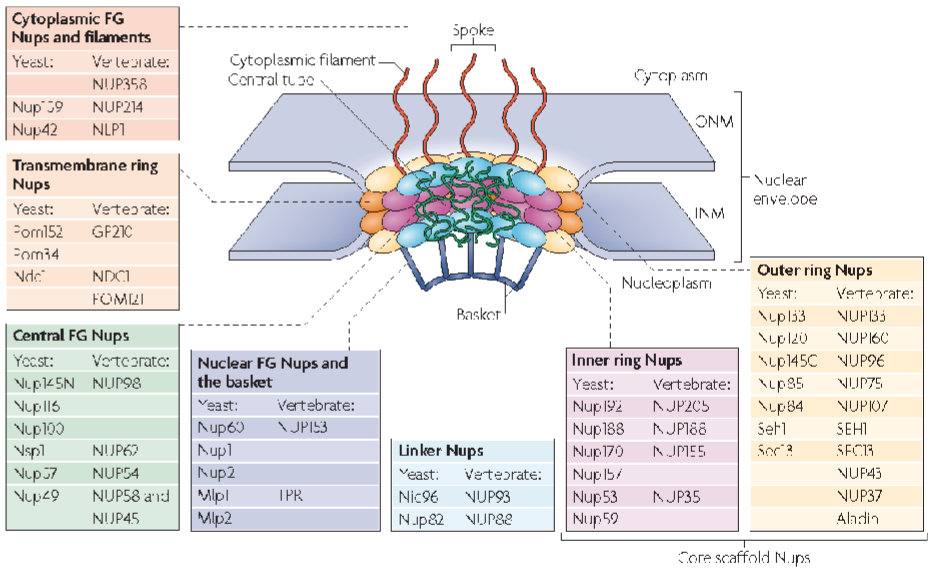 Cytoplasmic FG
Nups and filaments
Yeast: Vertebrate:
NUP358
Nup159 NUP214
Nup42 NLP1
Transmembrane ring
Nups
Yeast: Vertebrate:
Pom152 GP210
Pom34
Ndc1 NDC1
POM121
Central FG Nups
Yeast: Vertebrate:
Nup145N NUP98
Nup116
Nup100
Nsp1 NUP62
Nup57 NUP54
Nup49 NUP58 and
NUP45
Spoke
Cytoplasmic filament
Central tube
Cytoplasm
ONM
Nuclear
envelope
INM
Nucleoplasm
Basket
Nuclear FG Nups and
the basket
Yeast: Vertebrate:
Nup60 NUP153
Nup1
Nup2
Mlp1 TPR
Mlp2
Linker Nups
Yeast: Vertebrate:
Nic96 NUP93
Nup82 NUP88
Inner ring Nups
Yeast: Vertebrate:
Nup192 NUP205
Nup188 NUP188
Nup170 NUP155
Nup157
Nup53 NUP35
Nup59
Outer ring Nups
Yeast: Vertebrate:
Nup133 NUP133
Nup120 NUP160
Nup145C NUP96
Nup85 NUP75
Nup84 NUP107
Seh1 SEH1
Sec13 SEC13
NUP43
NUP37
Aladin
Core scaffold Nups